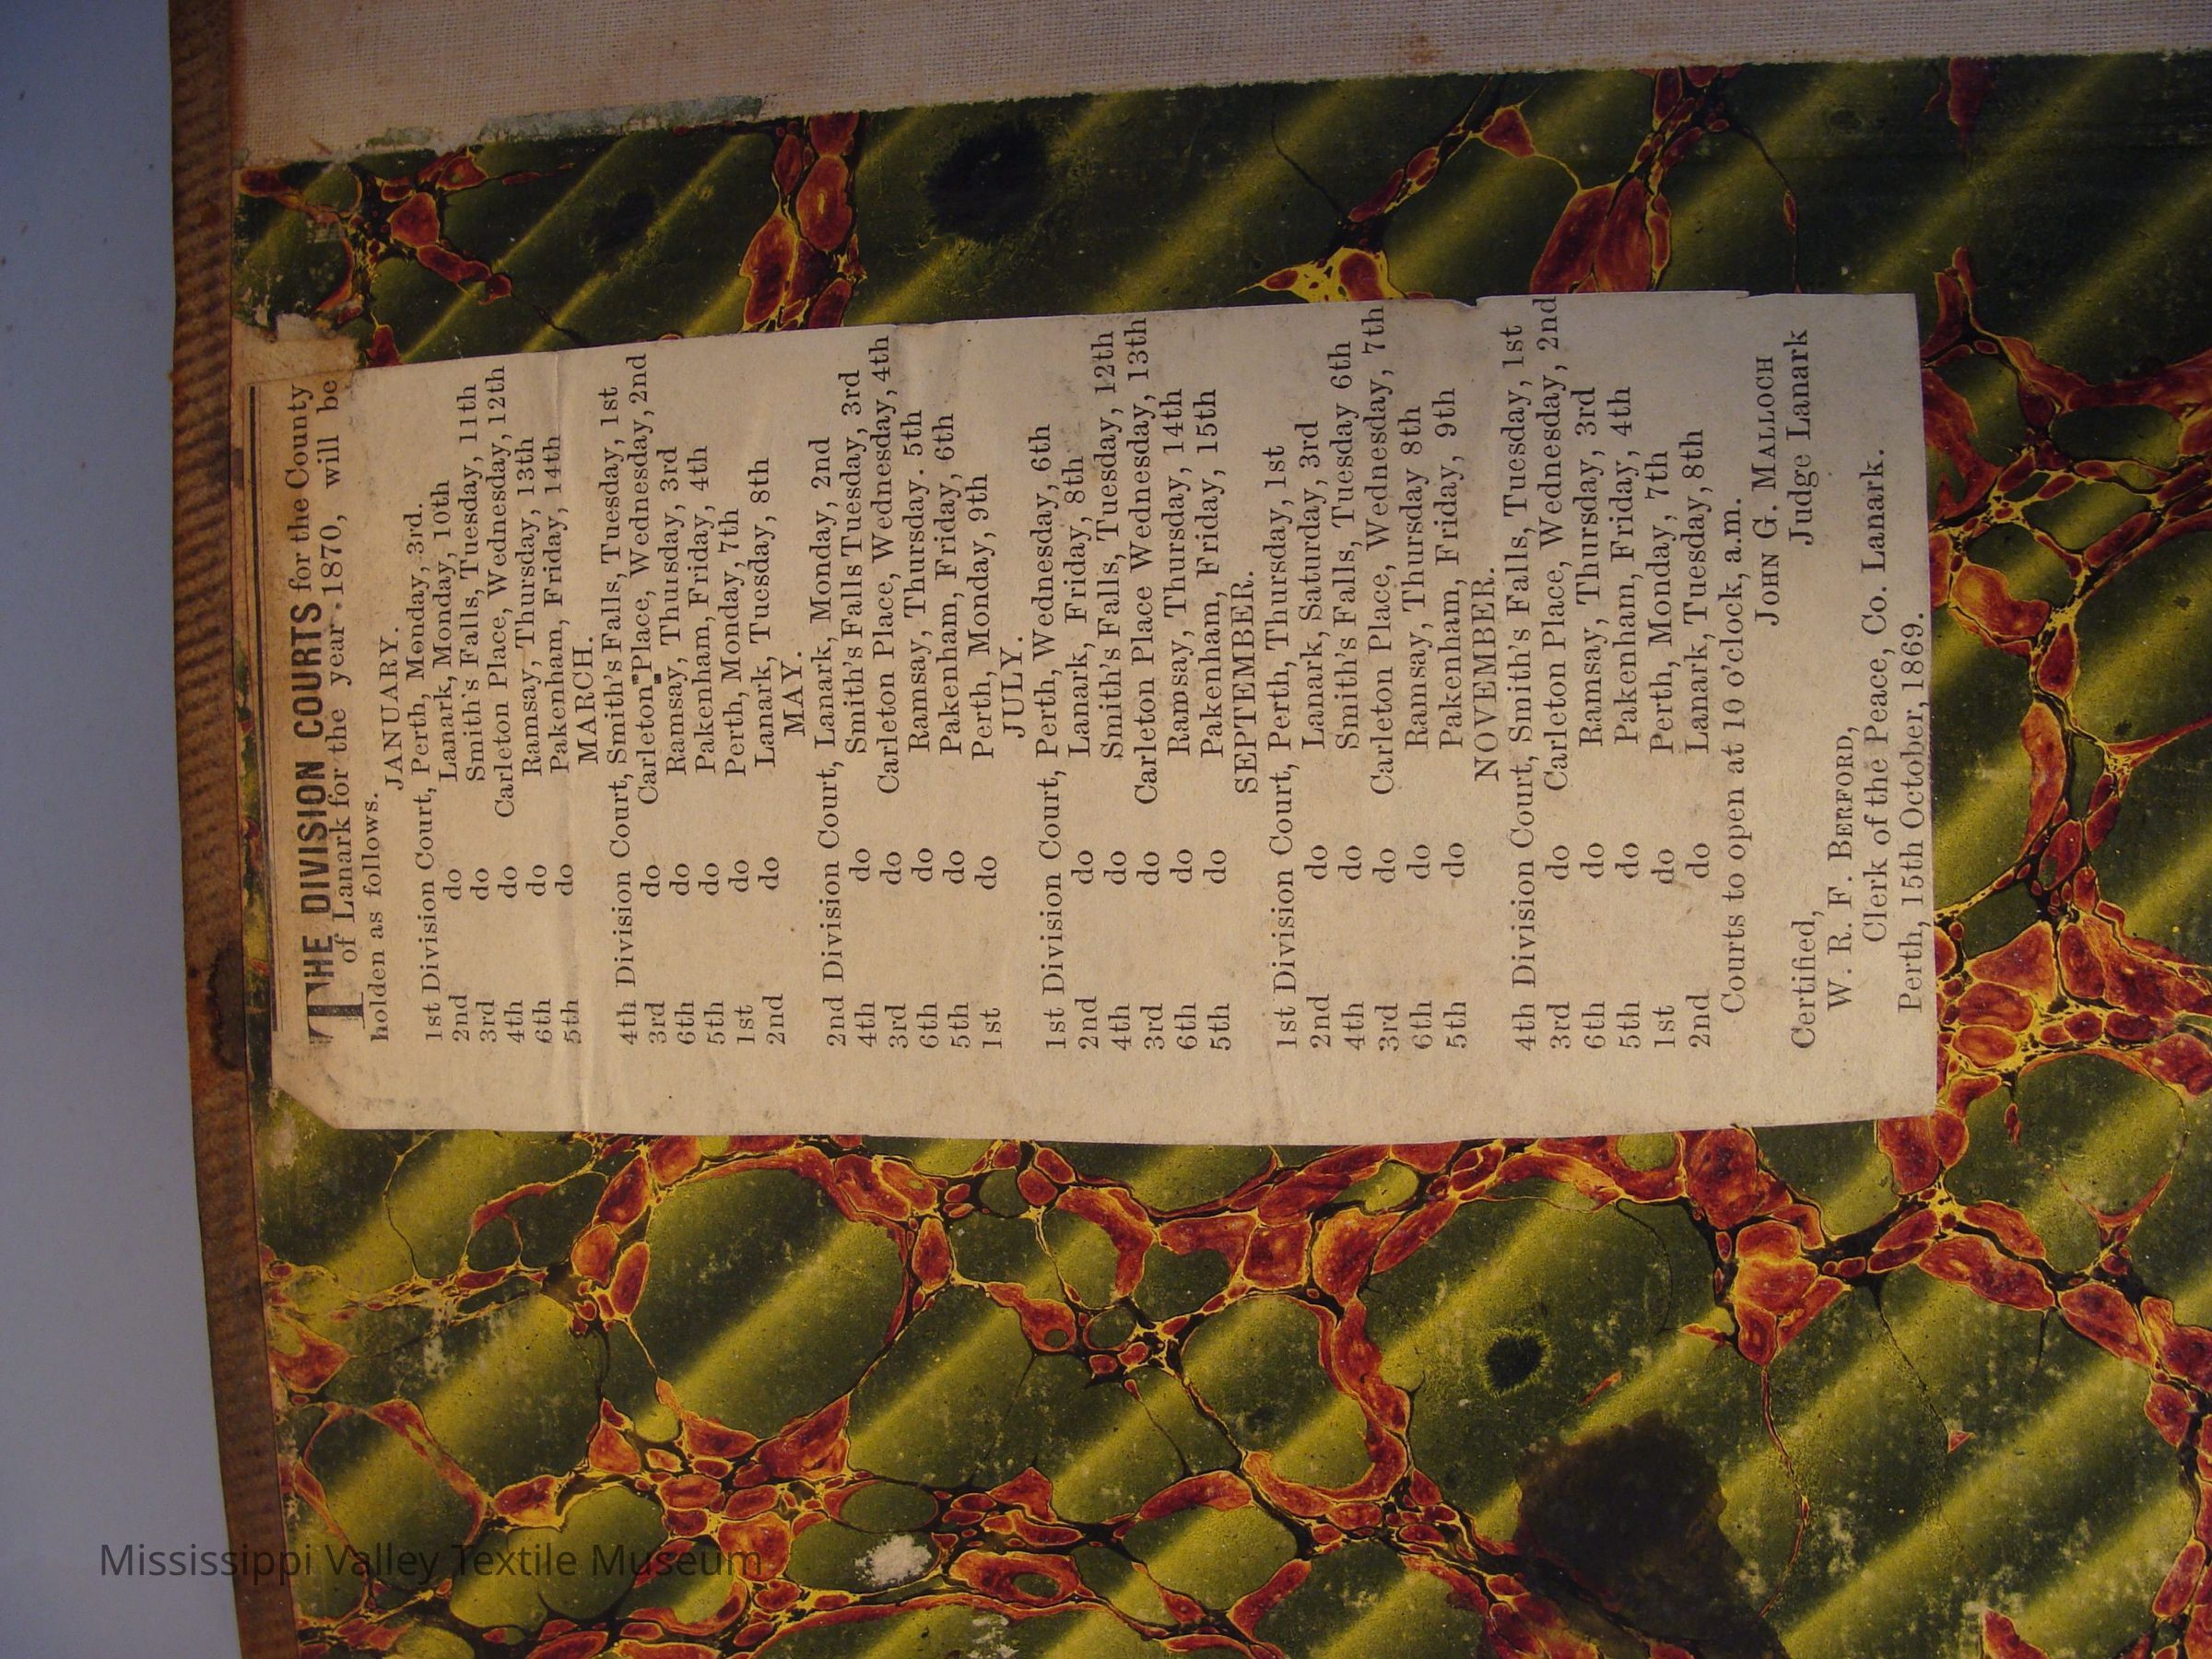 THE DIVISION COURTS for the County
of Lanark for the year 1870, will be
holden as follows.
JANUARY.
1st Division Court, Perth, Monday, 3rd.
2nd do Lanark, Monday, 10th
3rd do Smith's Falls, Tuesday, 11th
4th do Carleton Place, Wednesday, 12th
6th do Ramsay, Thursday, 13th
5th do Pakenham, Friday, 14th
MARCH.
4th Division Court, Smith's Falls, Tuesday, 1st
3rd do Carleton Place, Wednesday, 2nd
6th do Ramsay, Thursday, 3rd
5th do Pakenham, Friday, 4th
1st do Perth, Monday, 7th
2nd do Lanark, Tuesday, 8th
MAY.
2nd Division Court, Lanark, Monday, 2nd
4th do Smith's Falls Tuesday, 3rd
3rd do Carleton Place, Wednesday, 4th
6th do Ramsay, Thursday. 5th
5th do Pakenham, Friday, 6th
1st do Perth, Monday, 9th
JULY.
1st Division Court, Perth, Wednesday, 6th
2nd do Lanark, Friday, 8th
4th do Smith's Falls, Tuesday, 12th
3rd do Carleton Place Wednesday, 13th
6th do Ramsay, Thursday, 14th
5th do Pakenham, Friday, 15th
SEPTEMBER.
1st Division Court, Perth, Thursday, 1st
2nd do Lanark, Saturday, 3rd
4th do Smith's Falls, Tuesday 6th
3rd do Carleton Place, Wednesday, 7th
6th do Ramsay, Thursday 8th
5th do Pakenham, Friday, 9th
NOVEMBER.
4th Division Court, Smith's Falls, Tuesday, 1st
3rd do Carleton Place, Wednesday, 2nd
6th do Ramsay, Thursday, 3rd
5th do Pakenham, Friday, 4th
1st do Perth, Monday, 7th
2nd do Lanark, Tuesday, 8th
Courts to open at 10 o'clock, a.m.
JOHN G. MALLOCH
Judge Lanark
Certified,
W. R. F. BERFORD,
Clerk of the Peace, Co. Lanark.
Perth, 15th October, 1869.
Mississippi Valley Textile Museum